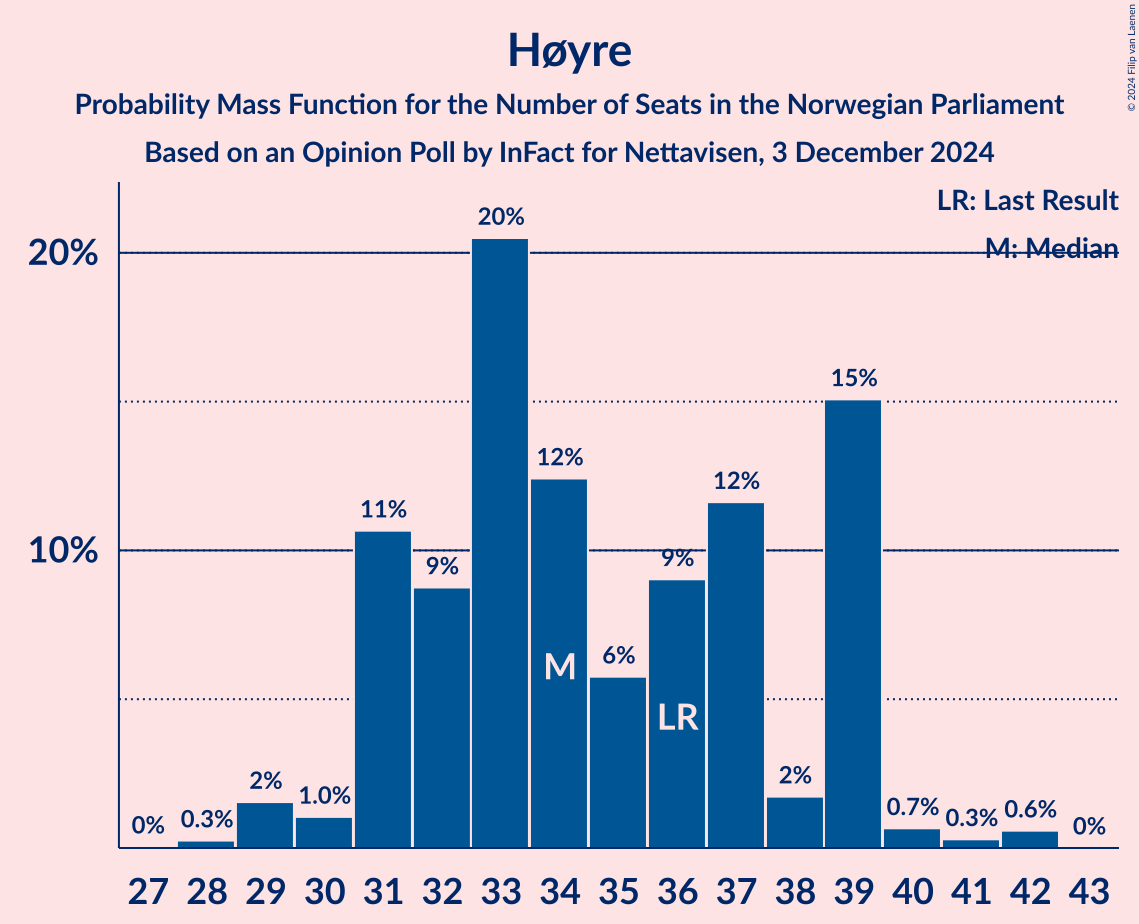 Høyre
Probability Mass Function for the Number of Seats in the Norwegian Parliament
Based on an Opinion Poll by InFact for Nettavisen, 3 December 2024
© 2024 Filip van Laenen
LR: Last Result
M: Median
20%
10%
0% 0.3% 2% 1.0% 11% 9% 20% 12% 6% 9% 12% 2% 15% 0.7% 0.3% 0.6% 0%
M
LR
27 28 29 30 31 32 33 34 35 36 37 38 39 40 41 42 43